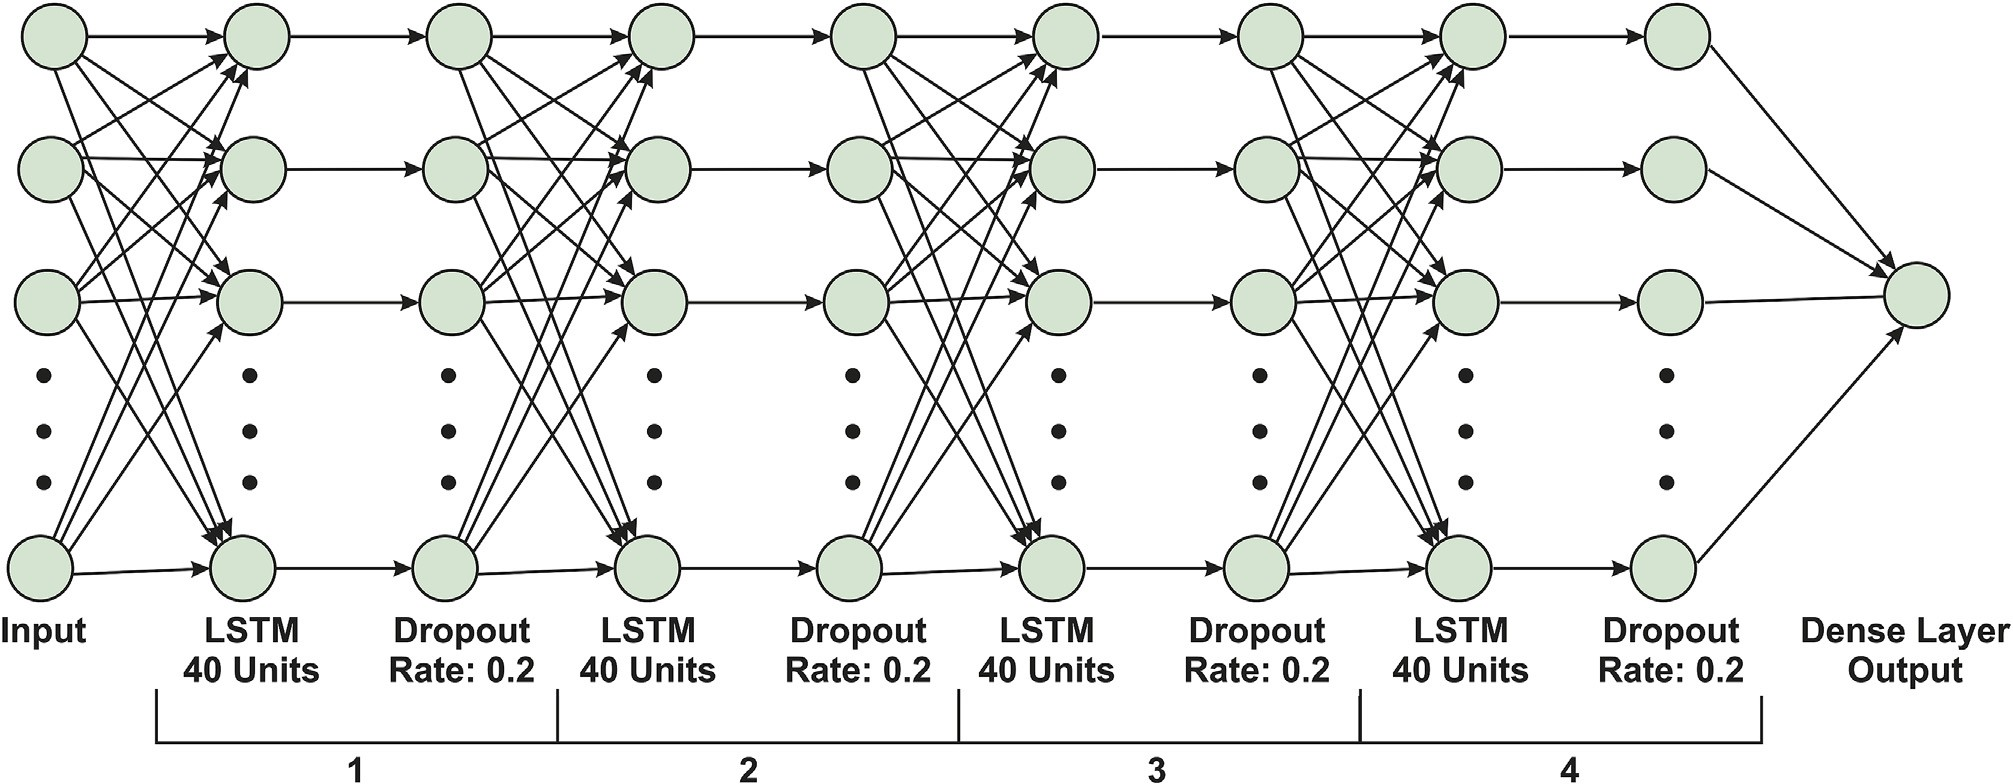 Input
LSTM
40 Units
Dropout
Rate: 0.2
LSTM
40 Units
Dropout
Rate: 0.2
LSTM
40 Units
Dropout
Rate: 0.2
LSTM
40 Units
Dropout
Rate: 0.2
Dense Layer
Output
1
2
3
4